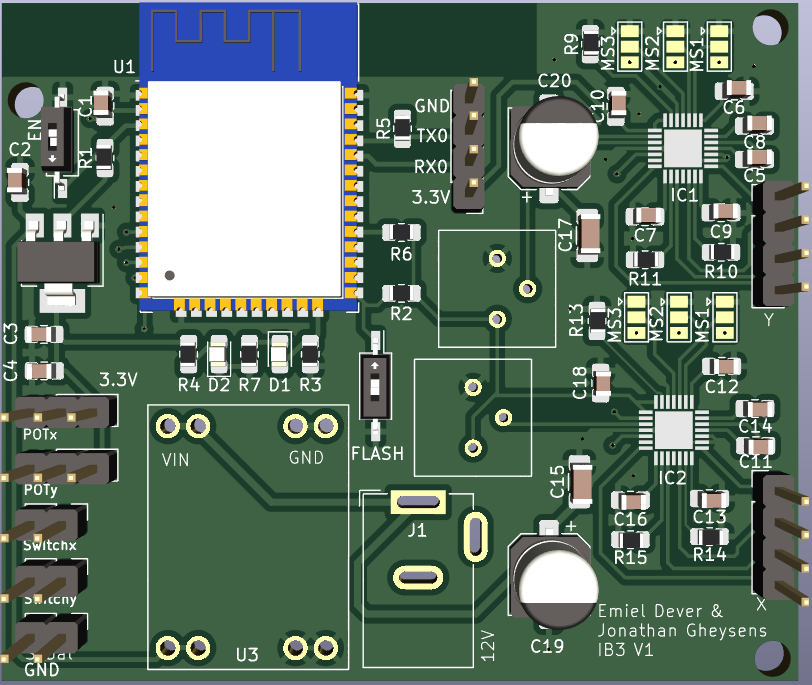 U1
R9
MS3
MS2
MS1
C20
C10
C6
C1
EN
C2
R1
R5
GND
TX0
RX0
3.3V
+
C8
C5
IC1
C17
C7
C9
R6
R11
R10
R2
Y
R13
MS3
MS2
MS1
C3
C4
R4
D2
R7
D1
R3
C18
C12
3.3V
POTx
VIN
GND
FLASH
C14
C11
POTy
IC2
C15
J1
C16
C13
Switchx
+
R15
R14
Switchy
X
Emiel Dever &
Jonathan Gheysens
IB3 V1
U3
12V
C19
GND